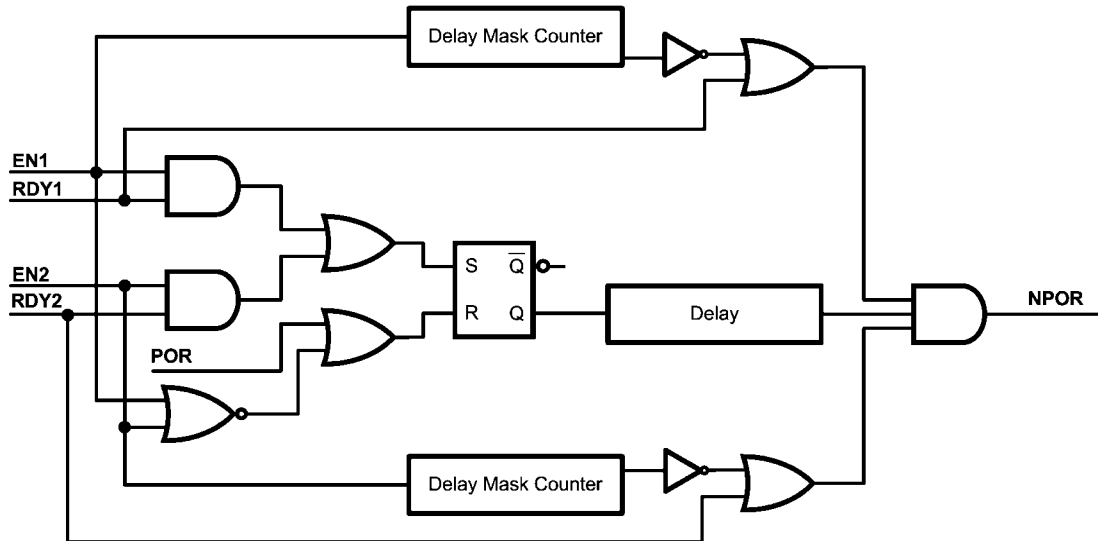 Delay Mask Counter
EN1
RDY1
EN2
RDY2
S Q̅
R Q
Delay
NPOR
POR
Delay Mask Counter